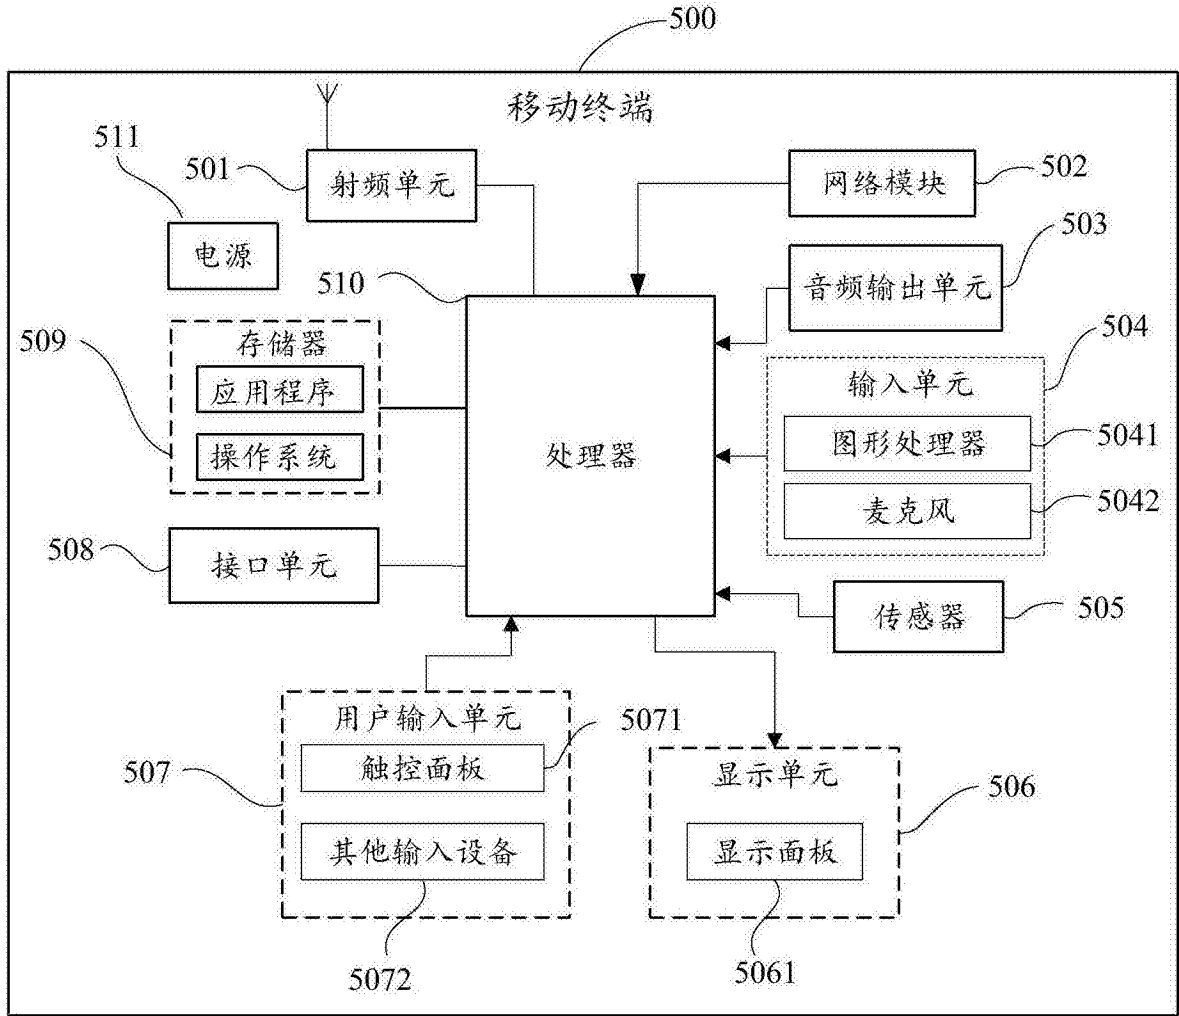 500
移动终端
511
501
射频单元
网络模块
502
电源
510
音频输出单元
503
509
存储器
应用程序
操作系统
处理器
504
输入单元
图形处理器
5041
麦克风
5042
508
接口单元
传感器
505
507
用户输入单元
5071
触控面板
其他输入设备
5072
显示单元
506
显示面板
5061